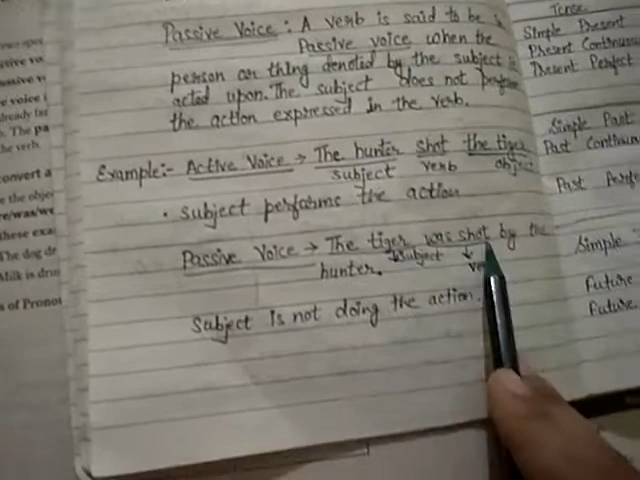 Passive Voice : A verb is said to be
Passive voice when the
person or thing denoted by the subject is
acted upon. The subject does not perform
the action expressed in the verb.
Example:- Active Voice → The hunter shot the tiger
subject verb object
• subject performs the action
Passive Voice → The tiger was shot by the
subject
hunter.
Subject is not doing the action.
Tense
Simple Present
Present Continuous
Present Perfect
Simple Past
Past Continuous
Past Perfect
Simple
Future
Future